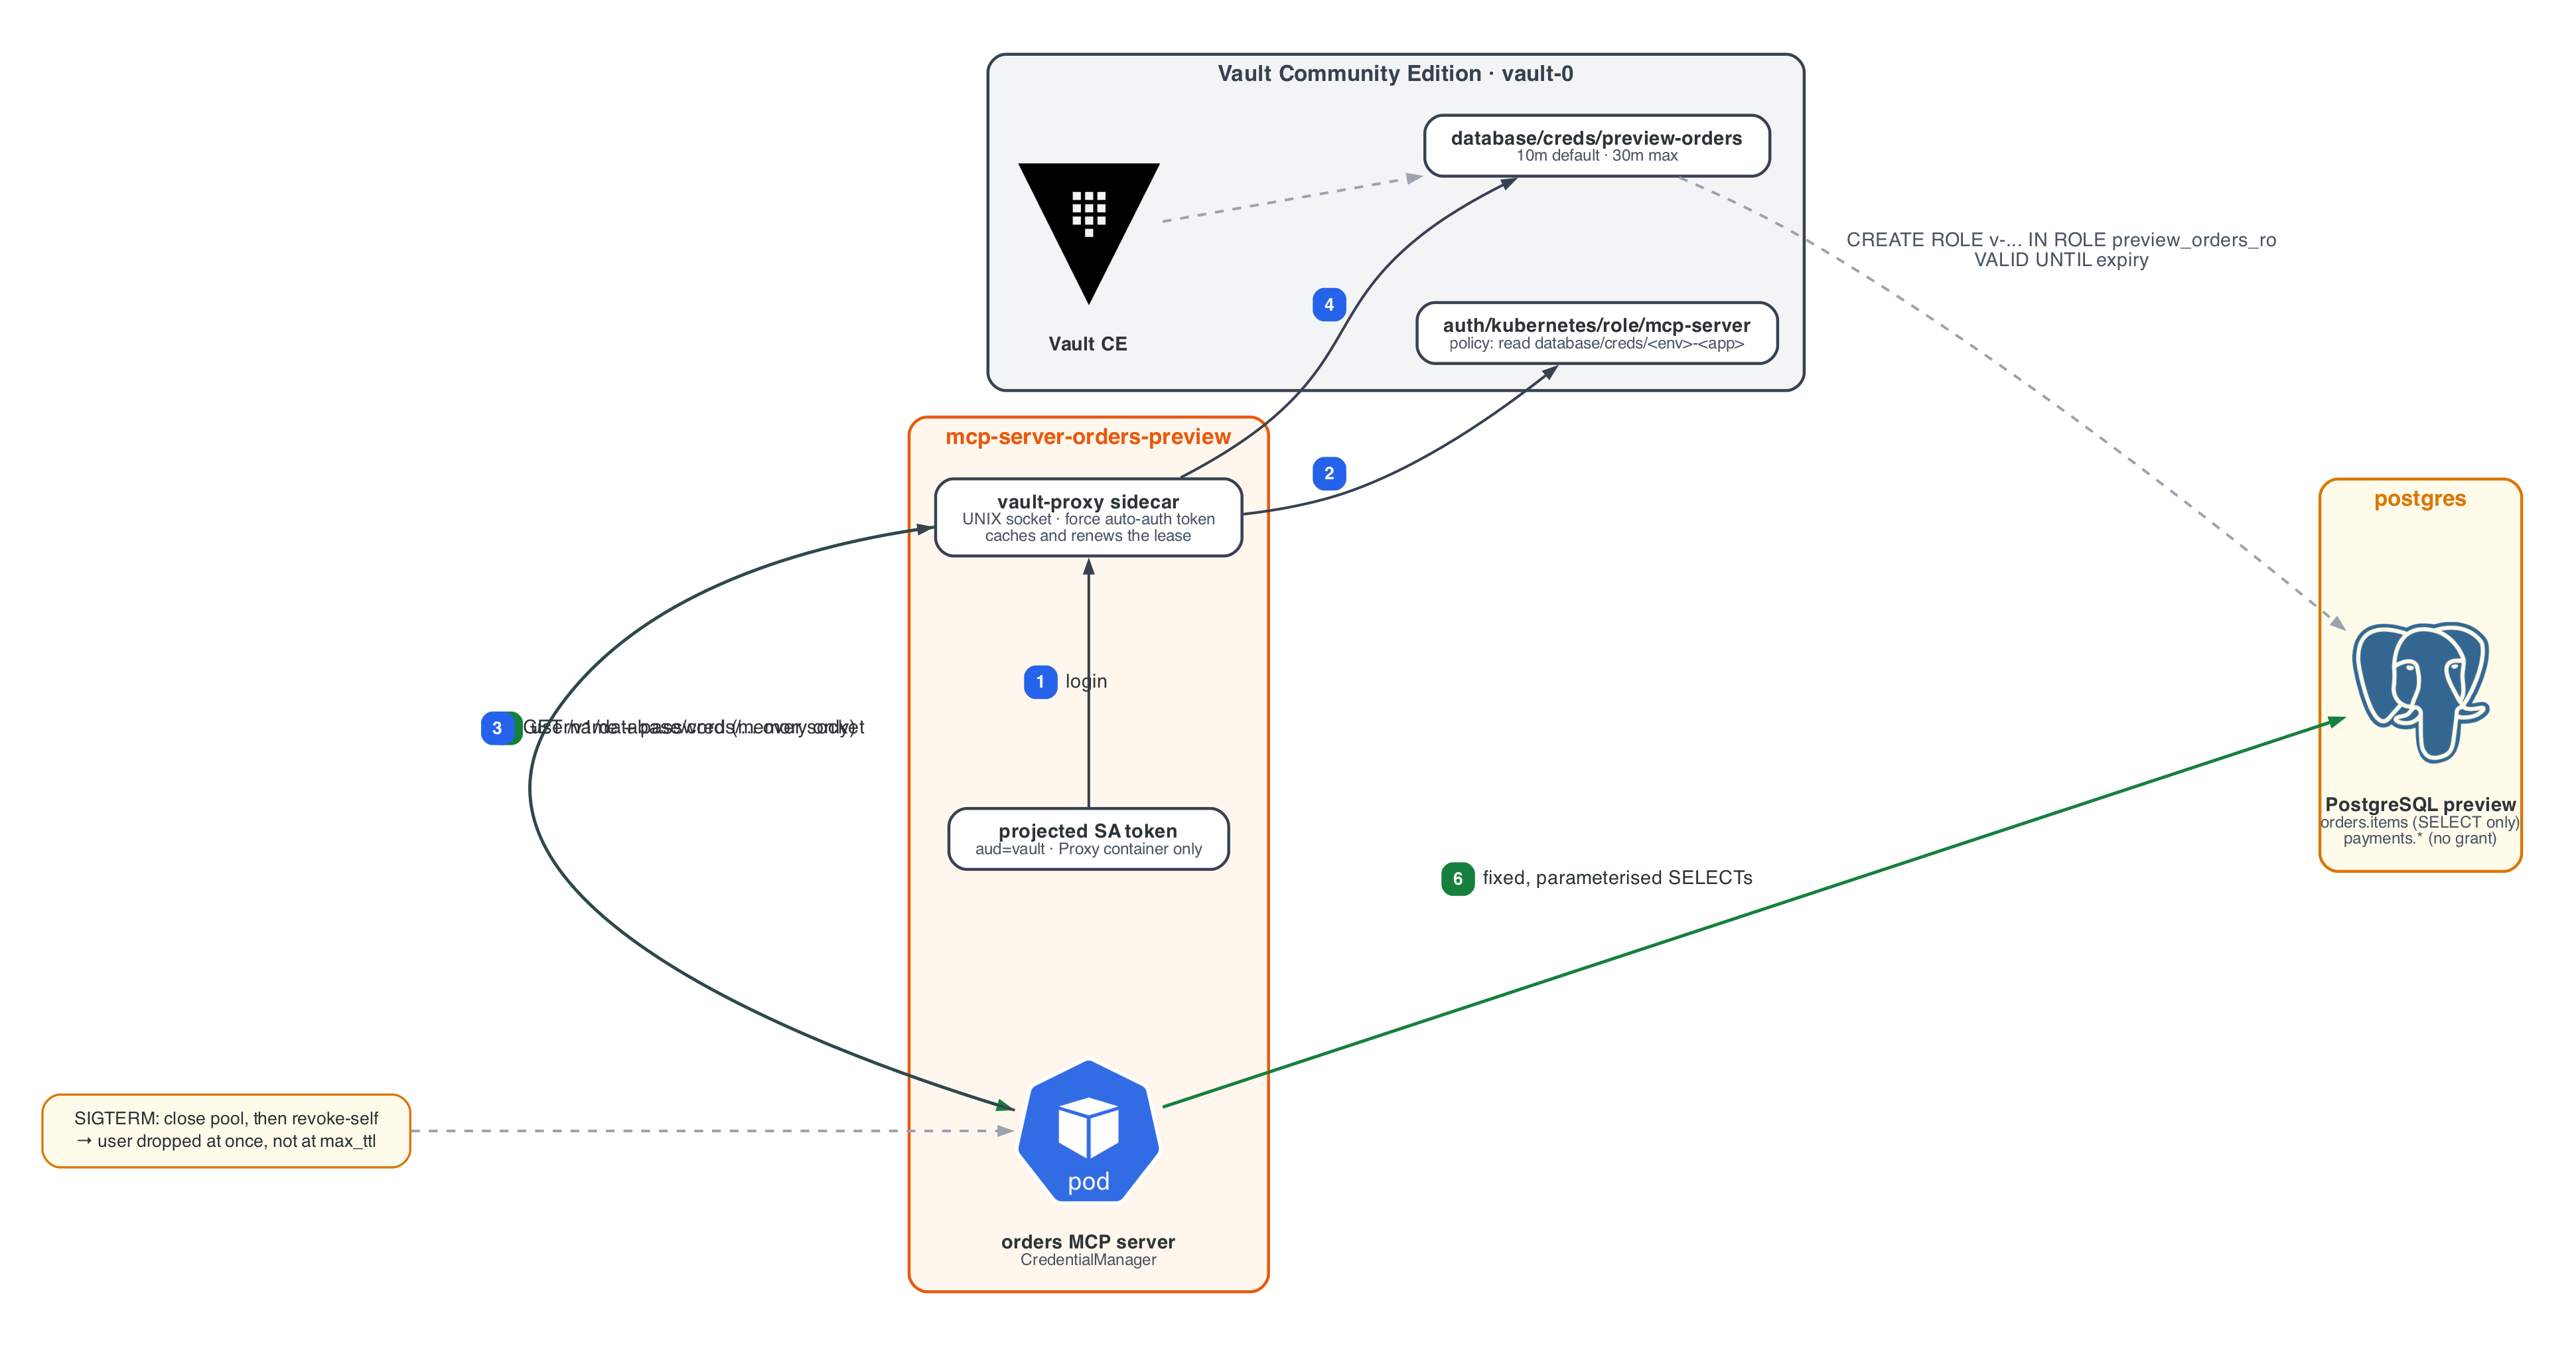 Vault Community Edition · vault-0
database/creds/preview-orders
10m default · 30m max
CREATE ROLE v-... IN ROLE preview_orders_ro
VALID UNTIL expiry
4
auth/kubernetes/role/mcp-server
policy: read database/creds/<env>-<app>
Vault CE
mcp-server-orders-preview
2
vault-proxy sidecar
UNIX socket · force auto-auth token
caches and renews the lease
postgres
1 login
3
projected SA token
aud=vault · Proxy container only
PostgreSQL preview
orders.items (SELECT only)
payments.* (no grant)
6 fixed, parameterised SELECTs
SIGTERM: close pool, then revoke-self
→ user dropped at once, not at max_ttl
pod
orders MCP server
CredentialManager